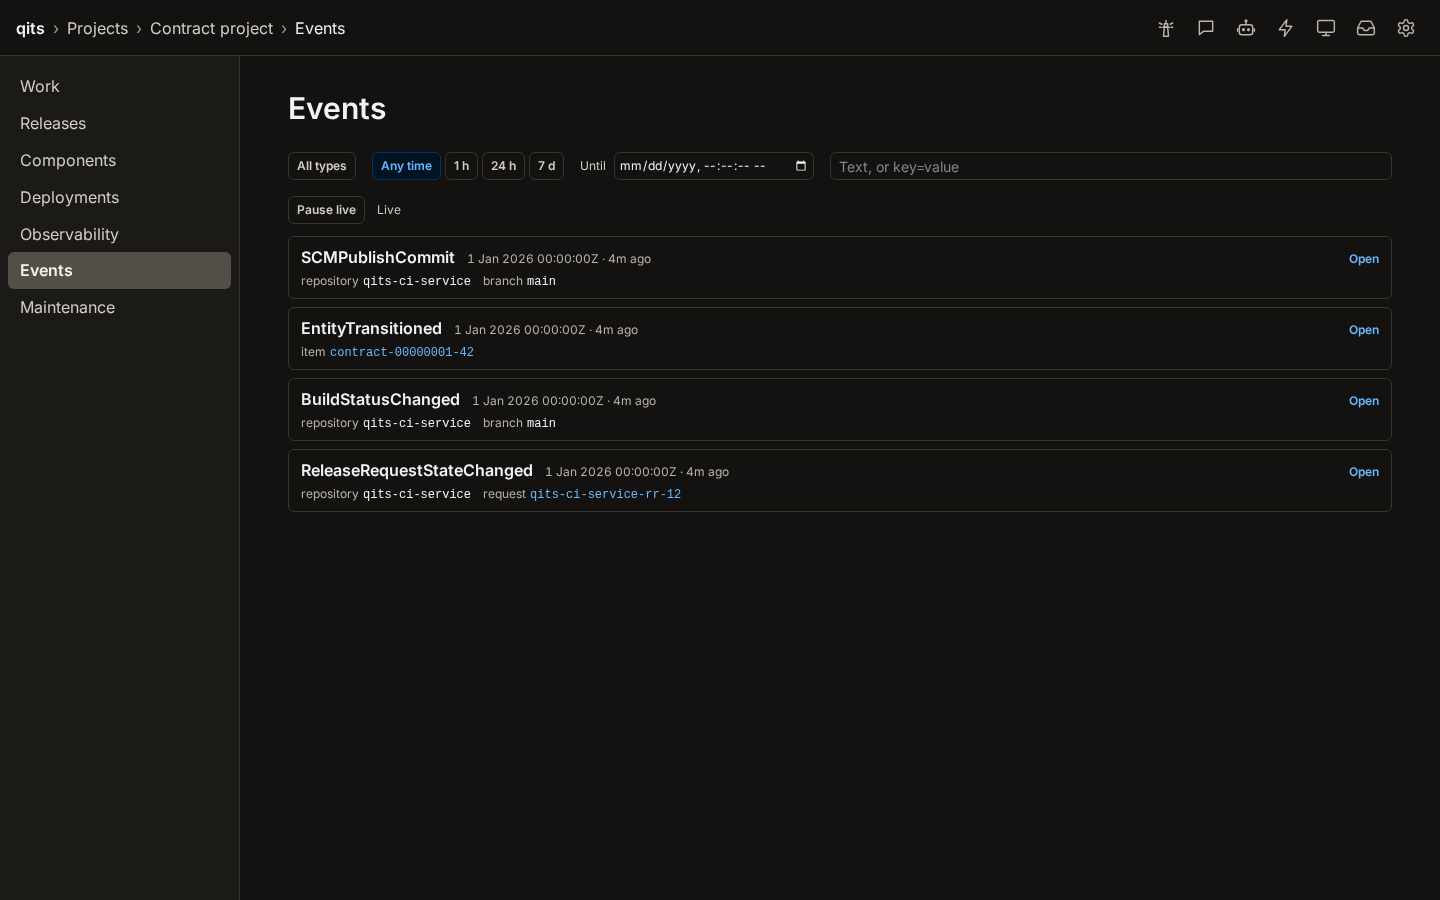 qits › Projects › Contract project › Events
Work
Releases
Components
Deployments
Observability
Events
Maintenance
Events
All types Any time 1 h 24 h 7 d Until mm/dd/yyyy, --:--:-- -- Text, or key=value
Pause live Live
SCMPublishCommit 1 Jan 2026 00:00:00Z · 4m ago Open
repository qits-ci-service branch main
EntityTransitioned 1 Jan 2026 00:00:00Z · 4m ago Open
item contract-00000001-42
BuildStatusChanged 1 Jan 2026 00:00:00Z · 4m ago Open
repository qits-ci-service branch main
ReleaseRequestStateChanged 1 Jan 2026 00:00:00Z · 4m ago Open
repository qits-ci-service request qits-ci-service-rr-12